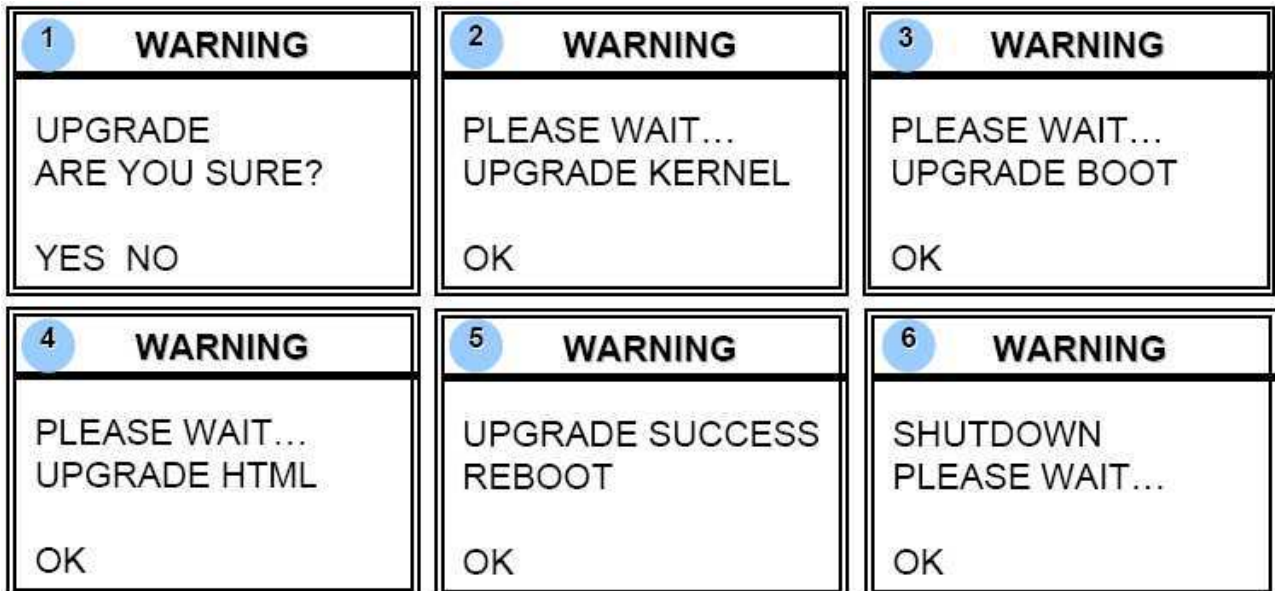 1 WARNING
UPGRADE
ARE YOU SURE?
YES NO
2 WARNING
PLEASE WAIT...
UPGRADE KERNEL
OK
3 WARNING
PLEASE WAIT...
UPGRADE BOOT
OK
4 WARNING
PLEASE WAIT...
UPGRADE HTML
OK
5 WARNING
UPGRADE SUCCESS
REBOOT
OK
6 WARNING
SHUTDOWN
PLEASE WAIT...
OK